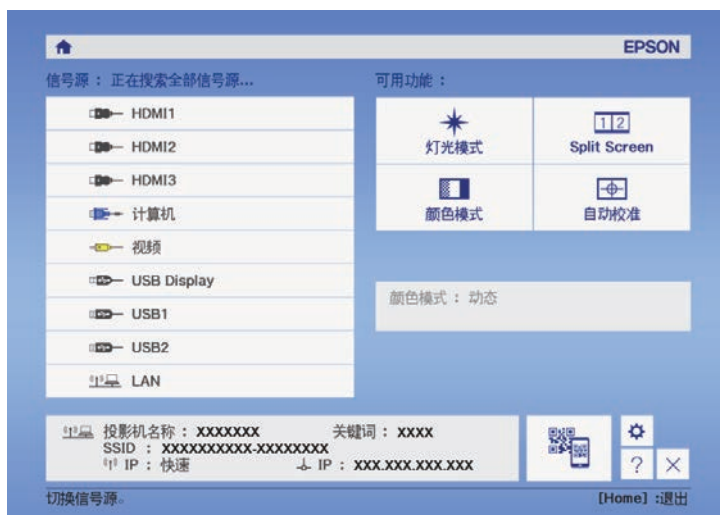 EPSON
信号源 : 正在搜索全部信号源...
可用功能 :
HDMI1
HDMI2
HDMI3
计算机
视频
USB Display
USB1
USB2
LAN
灯光模式
1 2
Split Screen
颜色模式
自动校准
颜色模式 : 动态
投影机名称 : XXXXXXX 关键词 : XXXX
SSID : XXXXXXXXXX-XXXXXXXX
IP : 快速 IP : XXX.XXX.XXX.XXX
?
切换信号源。 [Home] :退出